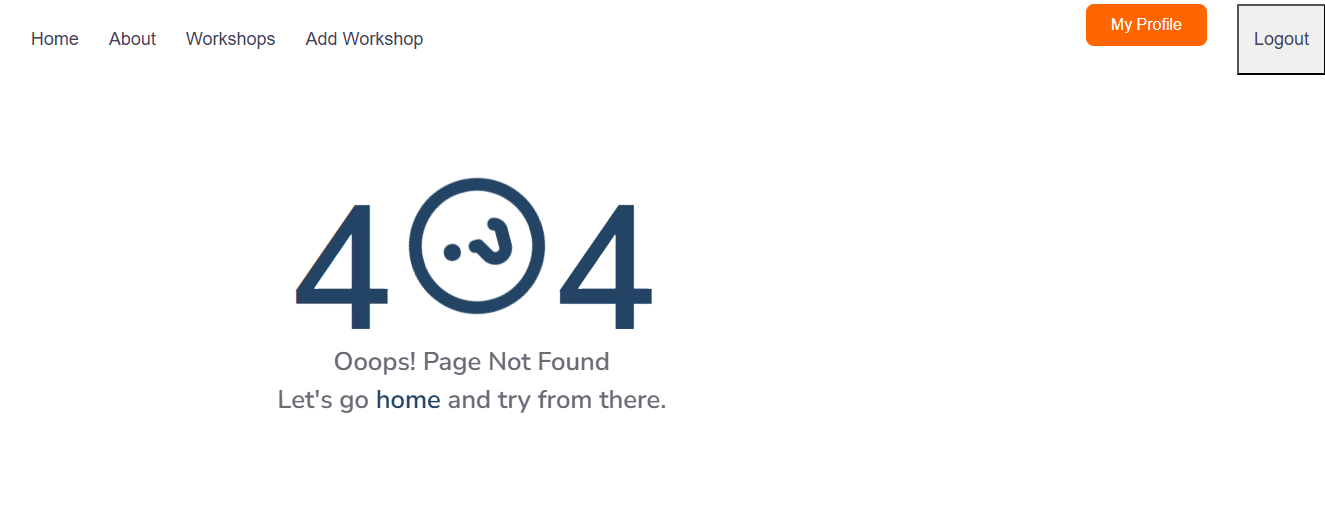 Home About Workshops Add Workshop My Profile Logout
4?4
Ooops! Page Not Found
Let's go home and try from there.